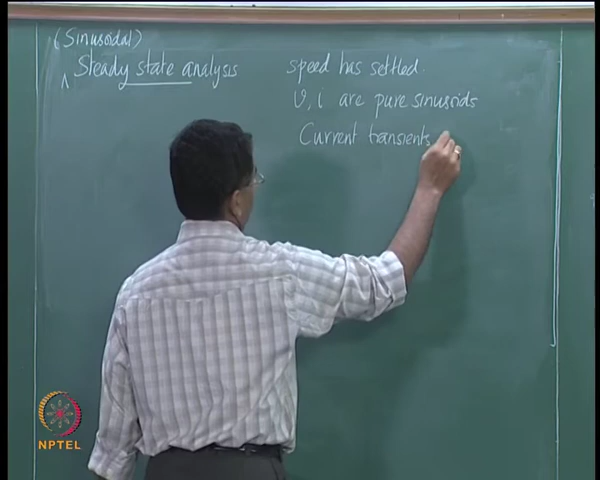 (Sinusoidal)
^ Steady state analysis
speed has settled.
v, i are pure sinusoids
Current transients
NPTEL